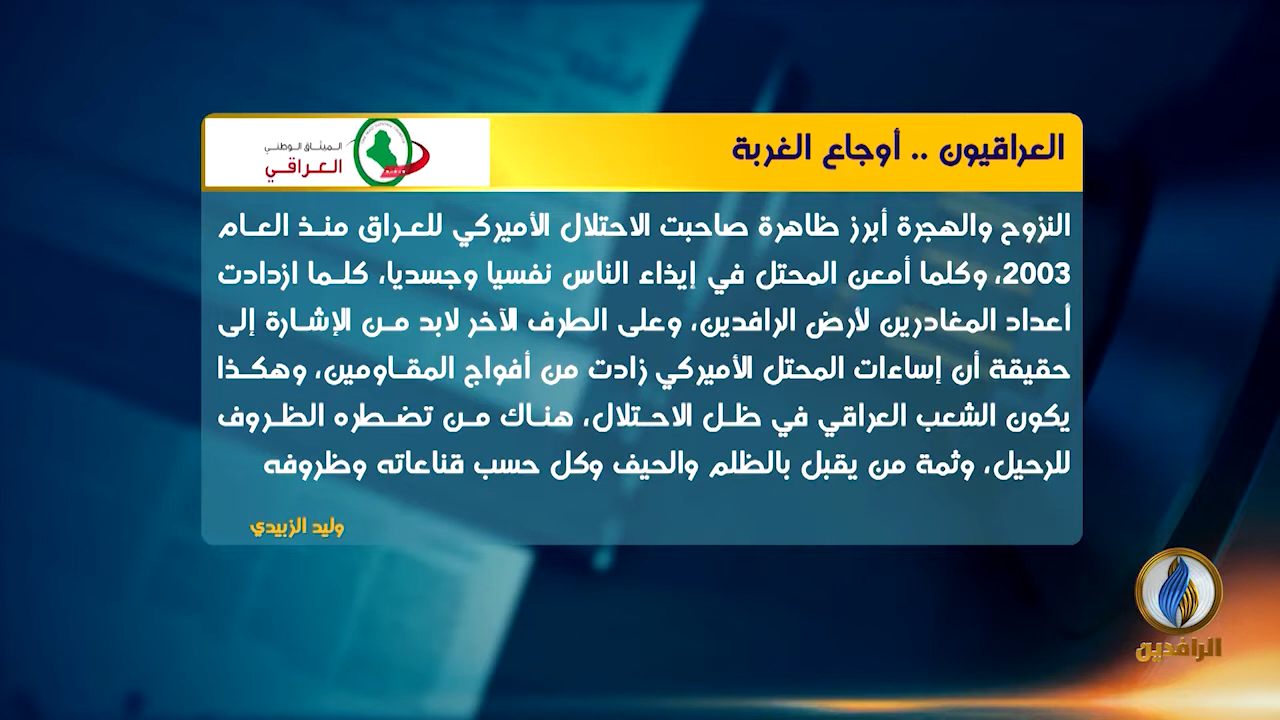 العراقيون .. أوجاع الغربة
الميثاق الوطني
العراقي
النزوح والهجرة أبرز ظاهرة صاحبت الاحتلال الأميركي للعراق منذ العام
2003، وكلما أمعن المحتل في إيذاء الناس نفسيا وجسديا، كلما ازدادت
أعداد المغادرين لأرض الرافدين، وعلى الطرف الآخر لابد من الإشارة إلى
حقيقة أن إساءات المحتل الأميركي زادت من أفواج المقاومين، وهكذا
يكون الشعب العراقي في ظل الاحتلال، هناك من تضطره الظروف
للرحيل، وثمة من يقبل بالظلم والحيف وكل حسب قناعاته وظروفه
وليد الزبيدي
الرافدين